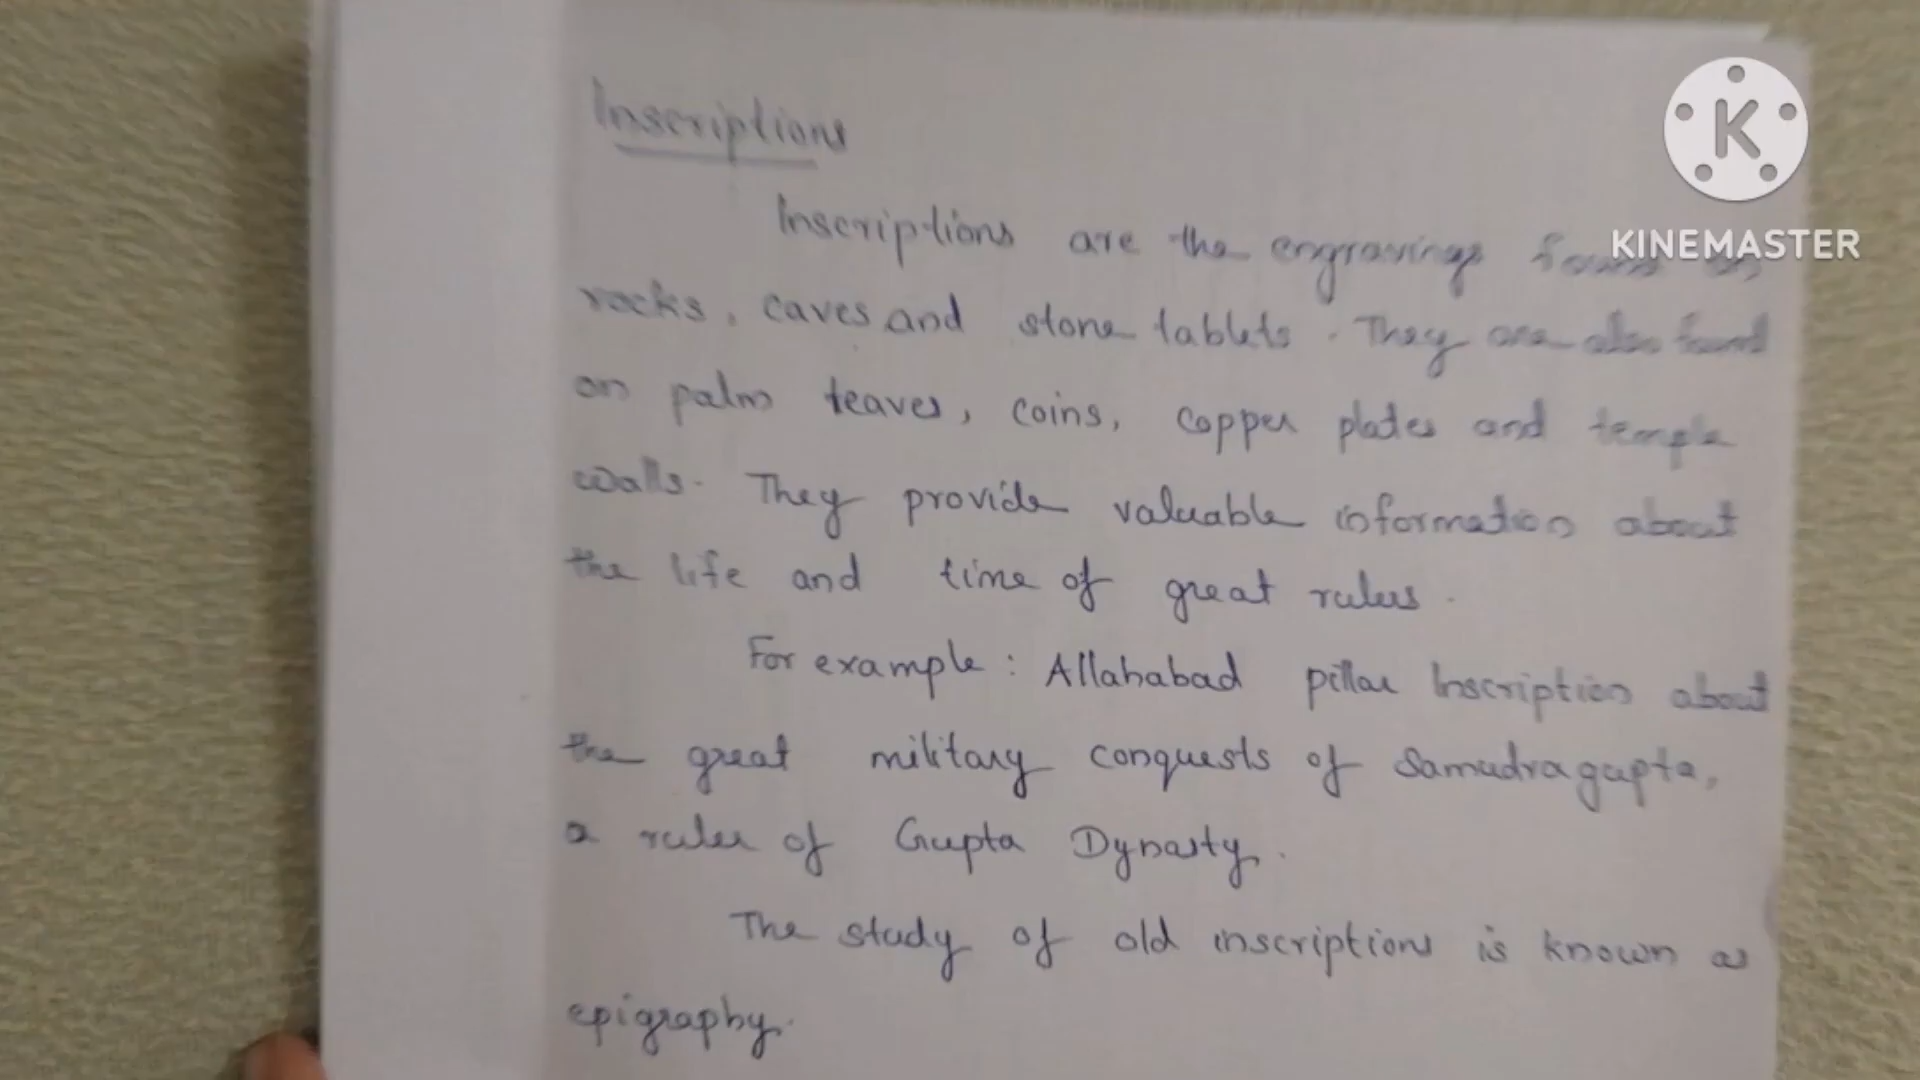 Inscriptions
K
KINEMASTER
Inscriptions are the engravings found on
rocks, caves and stone tablets. They are also found
on palm leaves, coins, copper plates and temple
walls. They provide valuable information about
the life and time of great rulers.
For example: Allahabad pillar Inscription about
the great military conquests of Samudragupta,
a ruler of Gupta Dynasty.
The study of old inscriptions is known as
epigraphy.